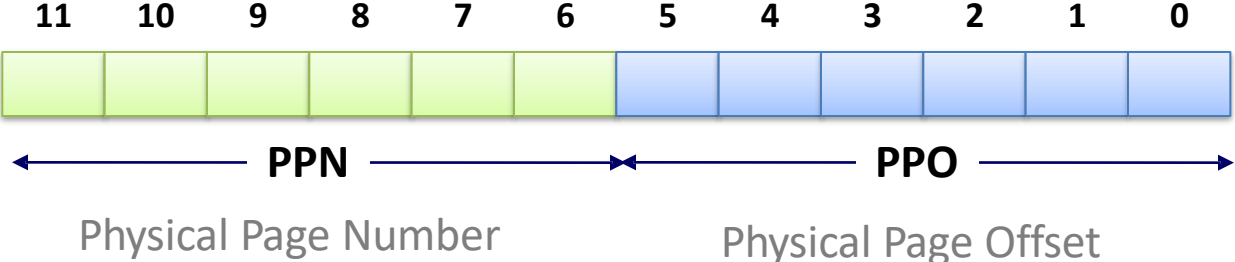 11 10 9 8 7 6 5 4 3 2 1 0
PPN PPO
Physical Page Number Physical Page Offset